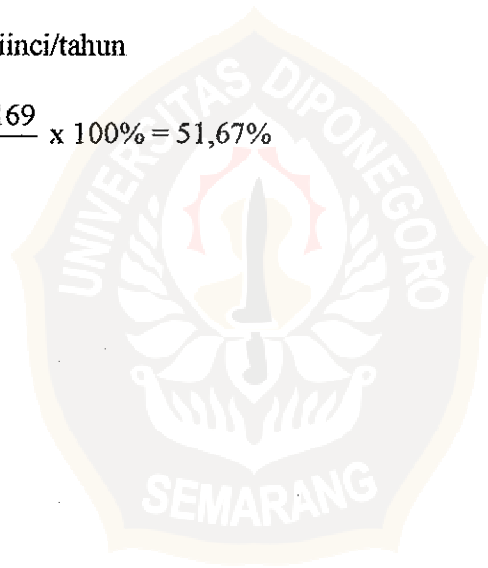 iinci/tahun
169 x 100% = 51,67%
UNIVERSITAS DIPONEGORO
SEMARANG